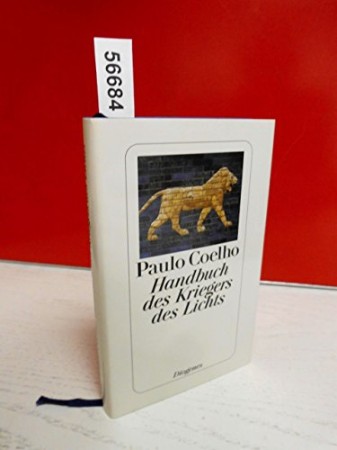 56684
Paulo Coelho
Handbuch
des Kriegers
des Lichts
Diogenes